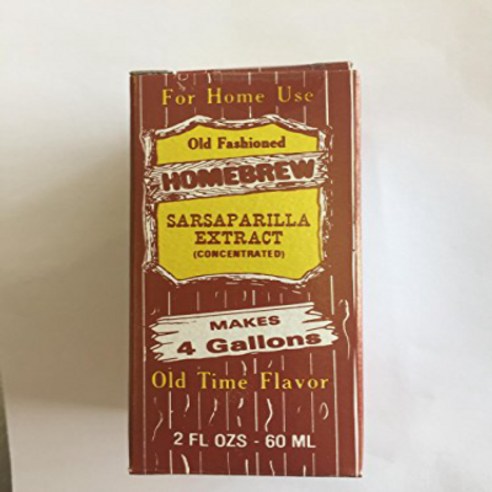 For Home Use
Old Fashioned
HOMEBREW
SARSAPARILLA
EXTRACT
(CONCENTRATED)
MAKES
4 Gallons
Old Time Flavor
2 FL OZS - 60 ML